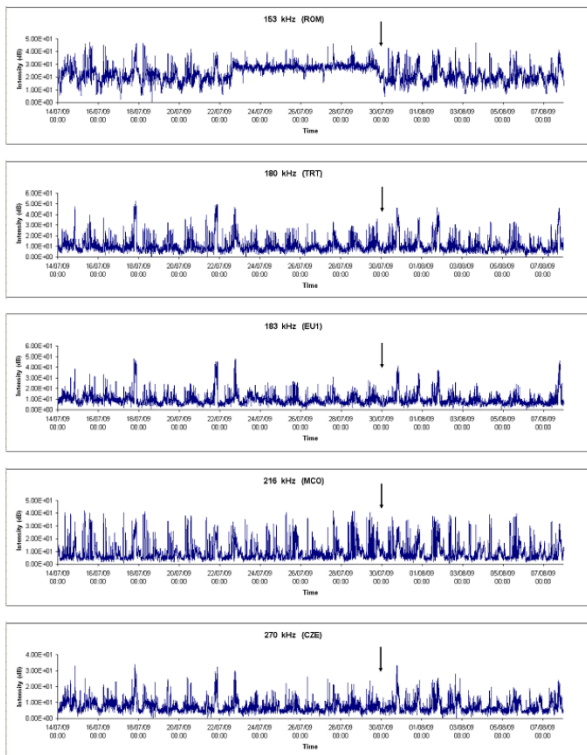 153 kHz (ROM)
Intensity (dB)
5.00E+01
4.00E+01
3.00E+01
2.00E+01
1.00E+01
0.00E+00
14/07/09 16/07/09 18/07/09 20/07/09 22/07/09 24/07/09 26/07/09 28/07/09 30/07/09 01/08/09 03/08/09 05/08/09 07/08/09
00:00 00:00 00:00 00:00 00:00 00:00 00:00 00:00 00:00 00:00 00:00 00:00 00:00
Time
180 kHz (TRT)
Intensity (dB)
6.00E+01
5.00E+01
4.00E+01
3.00E+01
2.00E+01
1.00E+01
0.00E+00
14/07/09 16/07/09 18/07/09 20/07/09 22/07/09 24/07/09 26/07/09 28/07/09 30/07/09 01/08/09 03/08/09 05/08/09 07/08/09
00:00 00:00 00:00 00:00 00:00 00:00 00:00 00:00 00:00 00:00 00:00 00:00 00:00
Time
183 kHz (EU1)
Intensity (dB)
6.00E+01
5.00E+01
4.00E+01
3.00E+01
2.00E+01
1.00E+01
0.00E+00
14/07/09 16/07/09 18/07/09 20/07/09 22/07/09 24/07/09 26/07/09 28/07/09 30/07/09 01/08/09 03/08/09 05/08/09 07/08/09
00:00 00:00 00:00 00:00 00:00 00:00 00:00 00:00 00:00 00:00 00:00 00:00 00:00
Time
216 kHz (MCO)
Intensity (dB)
5.00E+01
4.00E+01
3.00E+01
2.00E+01
1.00E+01
0.00E+00
14/07/09 16/07/09 18/07/09 20/07/09 22/07/09 24/07/09 26/07/09 28/07/09 30/07/09 01/08/09 03/08/09 05/08/09 07/08/09
00:00 00:00 00:00 00:00 00:00 00:00 00:00 00:00 00:00 00:00 00:00 00:00 00:00
Time
270 kHz (CZE)
Intensity (dB)
4.00E+01
3.00E+01
2.00E+01
1.00E+01
0.00E+00
14/07/09 16/07/09 18/07/09 20/07/09 22/07/09 24/07/09 26/07/09 28/07/09 30/07/09 01/08/09 03/08/09 05/08/09 07/08/09
00:00 00:00 00:00 00:00 00:00 00:00 00:00 00:00 00:00 00:00 00:00 00:00 00:00
Time